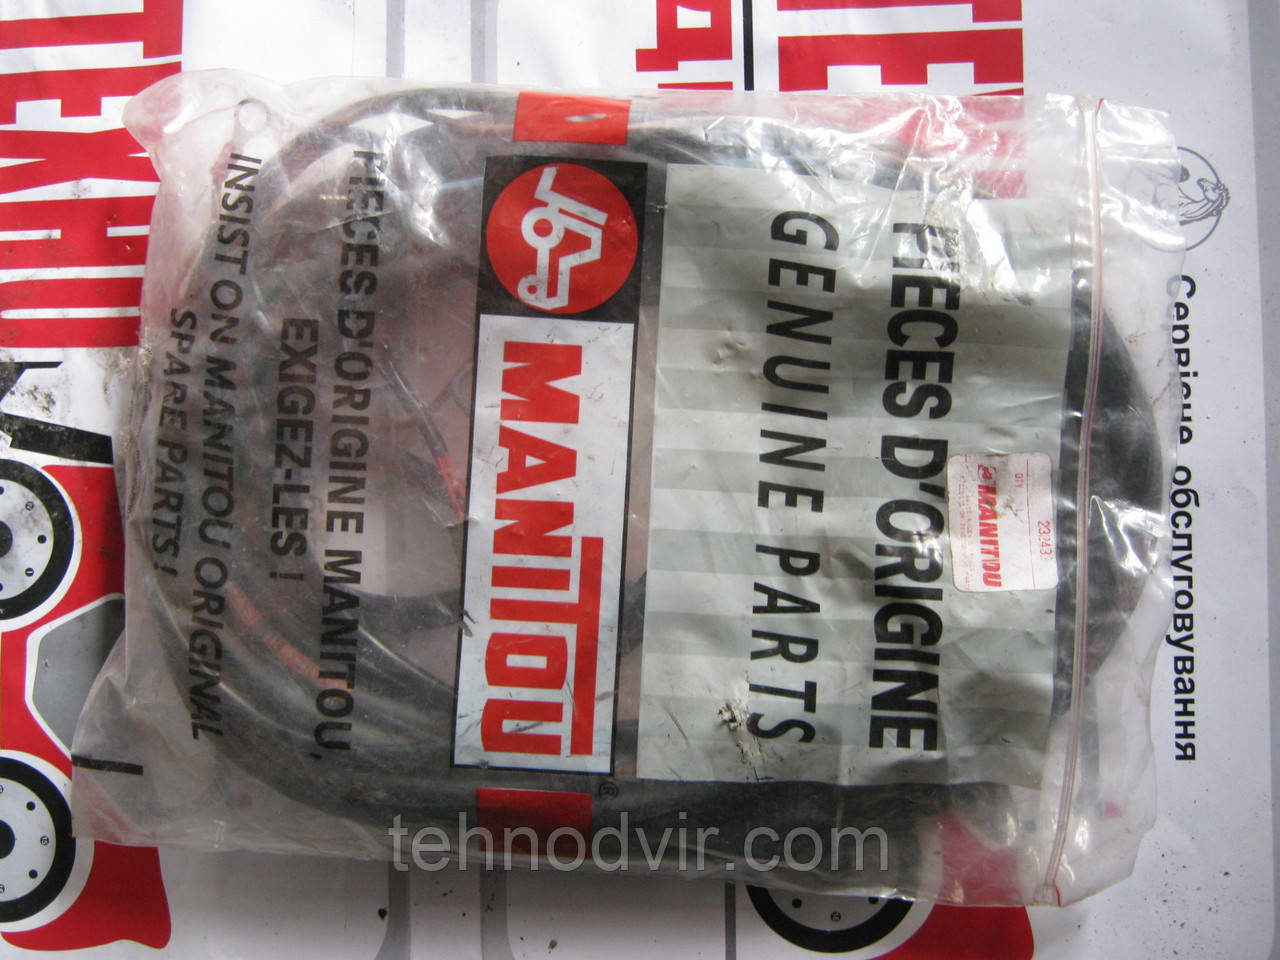 PIECES D'ORIGINE
GENUINE PARTS
MANITOU
®
PIECES D'ORIGINE MANITOU,
EXIGEZ-LES !
INSIST ON MANITOU ORIGINAL
SPARE PARTS !
MANITOU
Сервісне обслуговування
tehnodvir.com